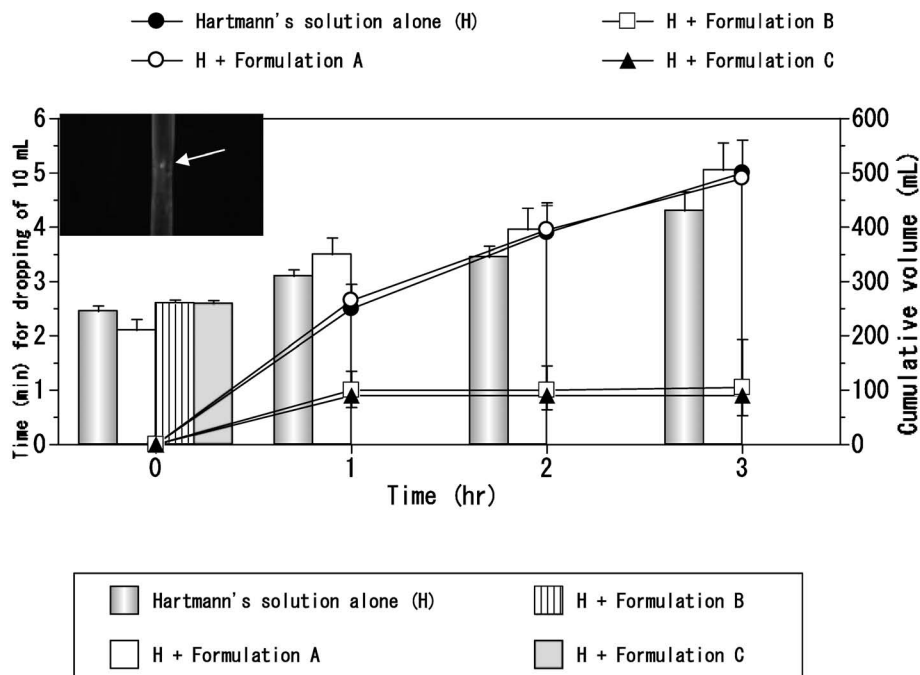 Hartmann's solution alone (H)
H + Formulation B
H + Formulation A
H + Formulation C
Time (min) for dropping of 10 mL
6
5
4
3
2
1
0
600
500
400
300
200
100
0
Cumulative volume (mL)
0
1
2
3
Time (hr)
Hartmann's solution alone (H)
H + Formulation B
H + Formulation A
H + Formulation C